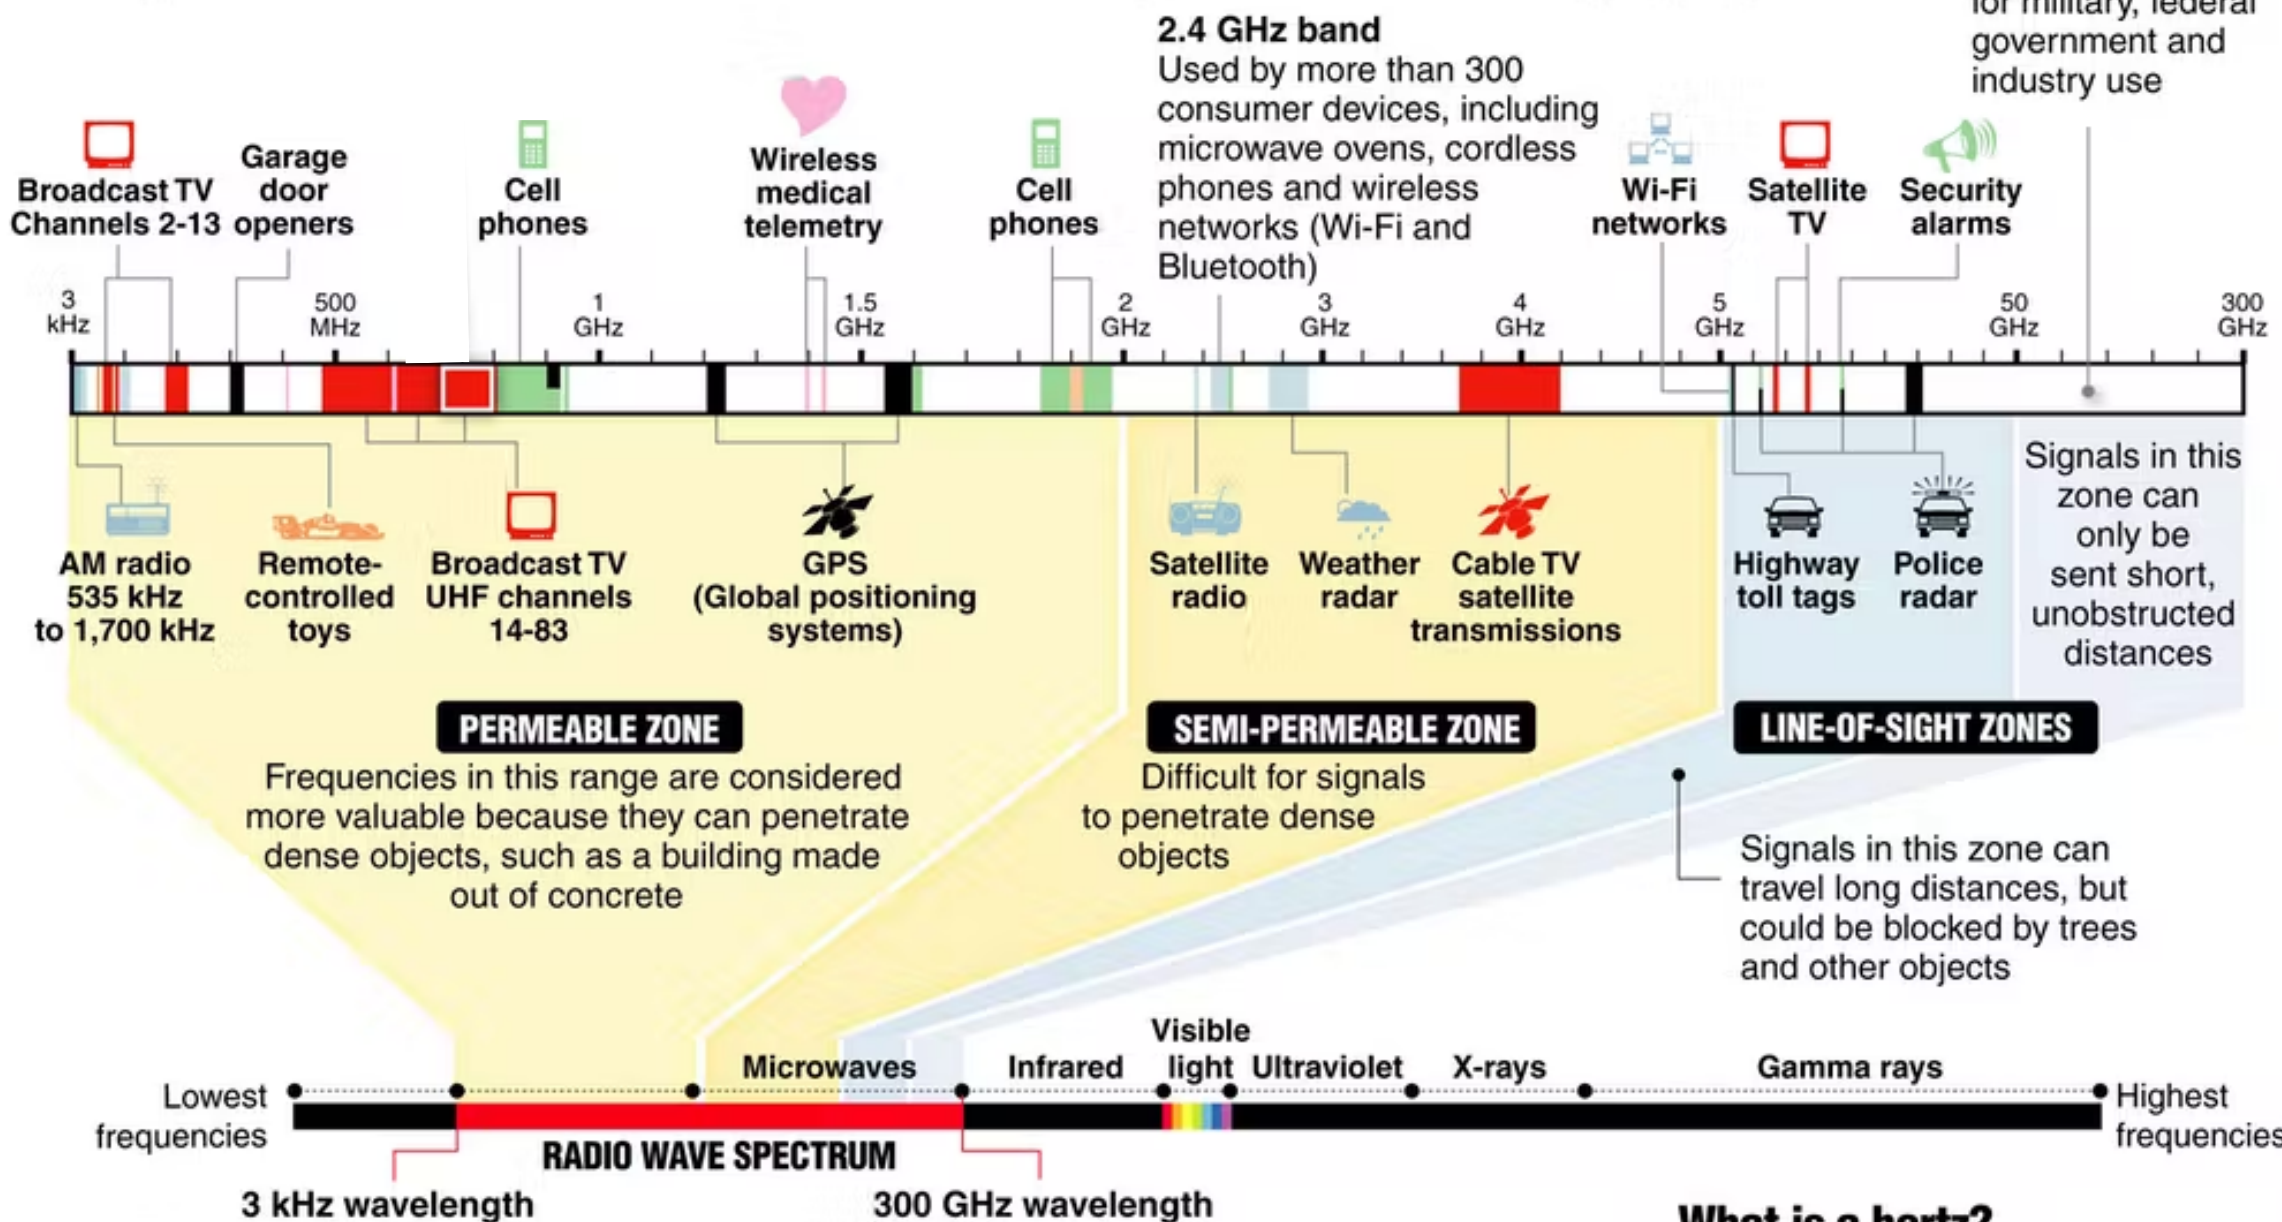 for military, federal
government and
industry use
2.4 GHz band
Used by more than 300
consumer devices, including
microwave ovens, cordless
phones and wireless
networks (Wi-Fi and
Bluetooth)
Broadcast TV
Channels 2-13
Garage
door
openers
Cell
phones
Wireless
medical
telemetry
Cell
phones
Wi-Fi
networks
Satellite
TV
Security
alarms
3
kHz
500
MHz
1
GHz
1.5
GHz
2
GHz
3
GHz
4
GHz
5
GHz
50
GHz
300
GHz
AM radio
535 kHz
to 1,700 kHz
Remote-
controlled
toys
Broadcast TV
UHF channels
14-83
GPS
(Global positioning
systems)
Satellite
radio
Weather
radar
Cable TV
satellite
transmissions
Highway
toll tags
Police
radar
Signals in this
zone can
only be
sent short,
unobstructed
distances
PERMEABLE ZONE
Frequencies in this range are considered
more valuable because they can penetrate
dense objects, such as a building made
out of concrete
SEMI-PERMEABLE ZONE
Difficult for signals
to penetrate dense
objects
LINE-OF-SIGHT ZONES
Signals in this zone can
travel long distances, but
could be blocked by trees
and other objects
Lowest
frequencies
Microwaves
Infrared
Visible
light
Ultraviolet
X-rays
Gamma rays
Highest
frequencies
RADIO WAVE SPECTRUM
3 kHz wavelength
300 GHz wavelength
What is a hertz?